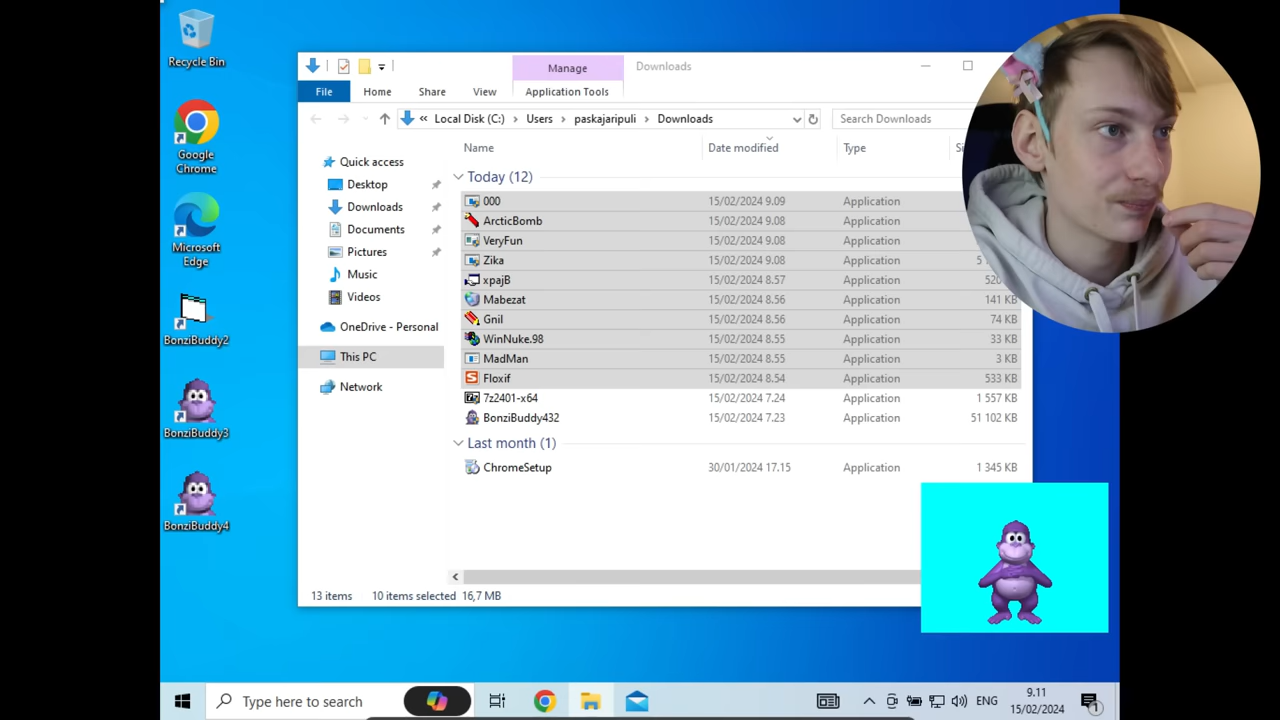 Recycle Bin
Google Chrome
Microsoft Edge
BonziBuddy2
BonziBuddy3
BonziBuddy4
Manage
Downloads
File
Home
Share
View
Application Tools
« Local Disk (C:) > Users > paskajaripuli > Downloads
Search Downloads
Name
Date modified
Type
Quick access
Desktop
Downloads
Documents
Pictures
Music
Videos
OneDrive - Personal
This PC
Network
Today (12)
000 15/02/2024 9.09 Application
ArcticBomb 15/02/2024 9.08 Application
VeryFun 15/02/2024 9.08 Application
Zika 15/02/2024 9.08 Application
xpajB 15/02/2024 8.57 Application
Mabezat 15/02/2024 8.56 Application 141 KB
Gnil 15/02/2024 8.56 Application 74 KB
WinNuke.98 15/02/2024 8.55 Application 33 KB
MadMan 15/02/2024 8.55 Application 3 KB
Floxif 15/02/2024 8.54 Application 533 KB
7z2401-x64 15/02/2024 7.24 Application 1 557 KB
BonziBuddy432 15/02/2024 7.23 Application 51 102 KB
Last month (1)
ChromeSetup 30/01/2024 17.15 Application 1 345 KB
13 items 10 items selected 16,7 MB
Type here to search
ENG
9.11
15/02/2024
1